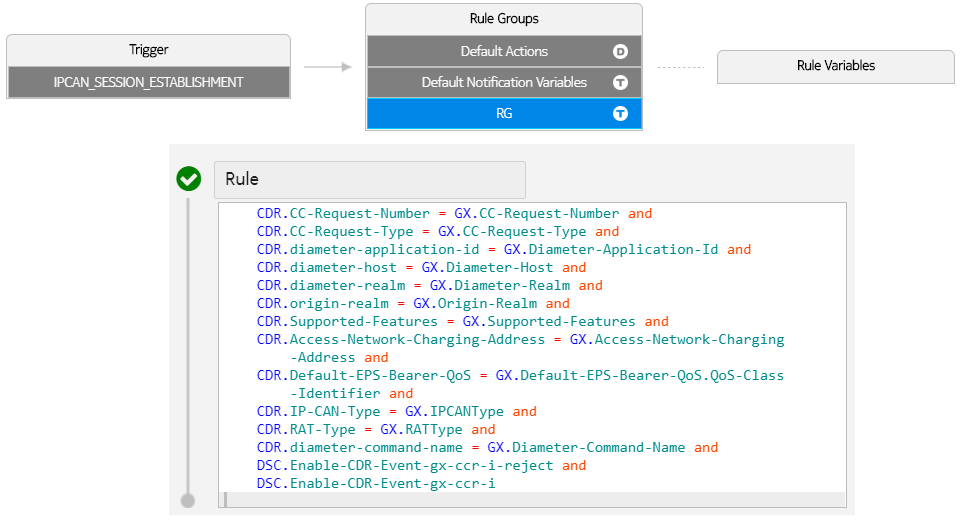 Rule Groups
Trigger
Default Actions
D
Rule Variables
IPCAN_SESSION_ESTABLISHMENT
Default Notification Variables
T
RG
T
Rule
CDR.CC-Request-Number = GX.CC-Request-Number and
CDR.CC-Request-Type = GX.CC-Request-Type and
CDR.diameter-application-id = GX.Diameter-Application-Id and
CDR.diameter-host = GX.Diameter-Host and
CDR.diameter-realm = GX.Diameter-Realm and
CDR.origin-realm = GX.Origin-Realm and
CDR.Supported-Features = GX.Supported-Features and
CDR.Access-Network-Charging-Address = GX.Access-Network-Charging
-Address and
CDR.Default-EPS-Bearer-QoS = GX.Default-EPS-Bearer-QoS.QoS-Class
-Identifier and
CDR.IP-CAN-Type = GX.IPCANType and
CDR.RAT-Type = GX.RATType and
CDR.diameter-command-name = GX.Diameter-Command-Name and
DSC.Enable-CDR-Event-gx-ccr-i-reject and
DSC.Enable-CDR-Event-gx-ccr-i